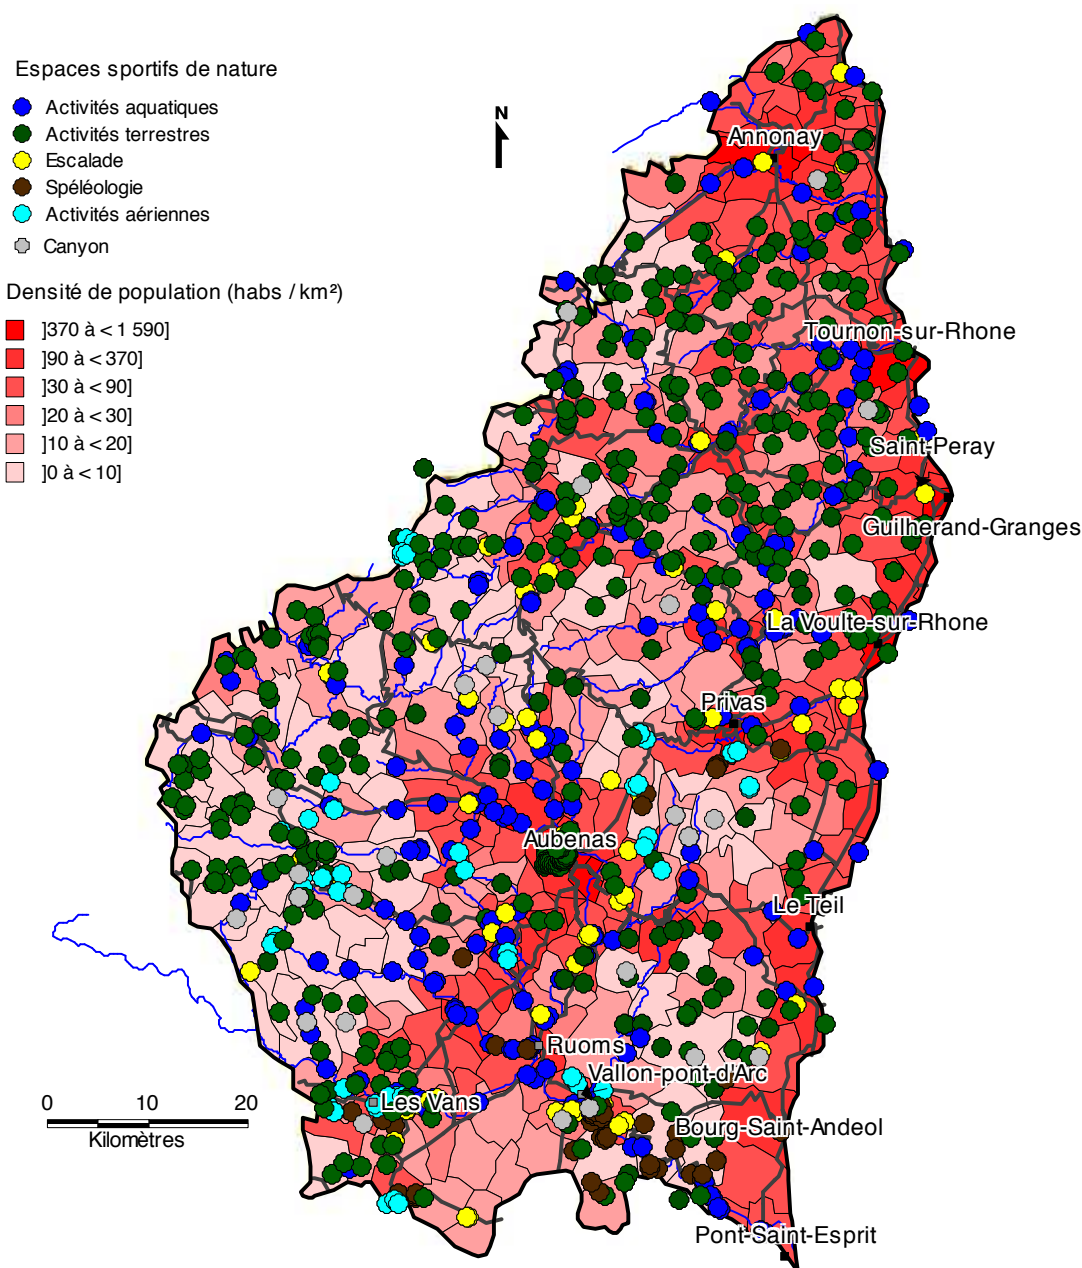 Espaces sportifs de nature
Activités aquatiques
Activités terrestres
Escalade
Spéléologie
Activités aériennes
Canyon
Densité de population (habs / km²)
]370 à < 1 590]
]90 à < 370]
]30 à < 90]
]20 à < 30]
]10 à < 20]
]0 à < 10]
N
Annonay
Tournon-sur-Rhone
Saint-Peray
Guilherand-Granges
La Voulte-sur-Rhone
Privas
Aubenas
Le Teil
Ruoms
Vallon-pont-d'Arc
Les Vans
Bourg-Saint-Andeol
Pont-Saint-Esprit
0 10 20
Kilomètres